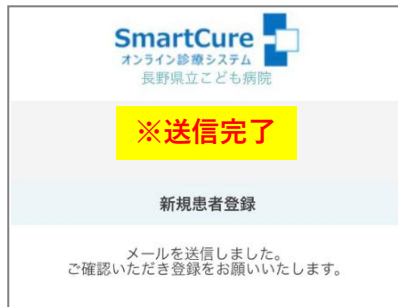 SmartCure
オンライン診療システム
長野県立こども病院
※送信完了
新規患者登録
メールを送信しました。
ご確認いただき登録をお願いいたします。